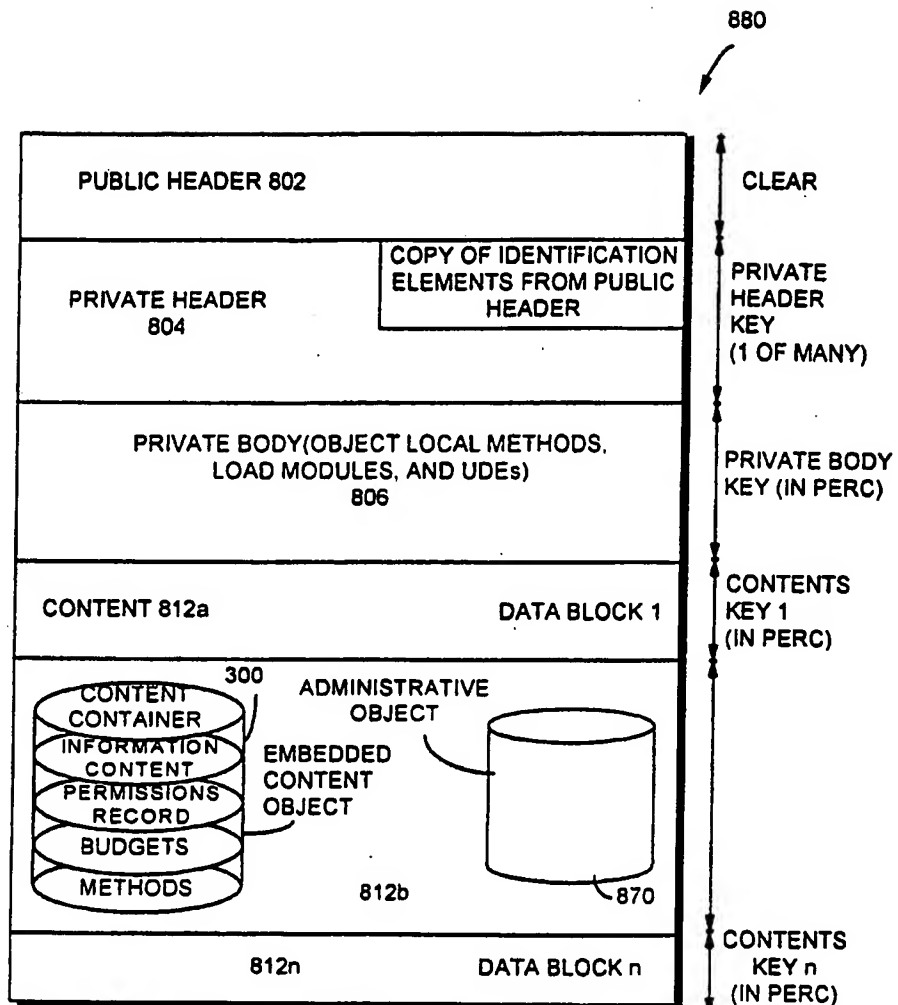 880
PUBLIC HEADER 802
CLEAR
PRIVATE HEADER
804
COPY OF IDENTIFICATION
ELEMENTS FROM PUBLIC
HEADER
PRIVATE
HEADER
KEY
(1 OF MANY)
PRIVATE BODY(OBJECT LOCAL METHODS,
LOAD MODULES, AND UDEs)
806
PRIVATE BODY
KEY (IN PERC)
CONTENT 812a
DATA BLOCK 1
CONTENTS
KEY 1
(IN PERC)
CONTENT
CONTAINER
INFORMATION
CONTENT
PERMISSIONS
RECORD
BUDGETS
METHODS
300
EMBEDDED
CONTENT
OBJECT
ADMINISTRATIVE
OBJECT
812b
870
812n
DATA BLOCK n
CONTENTS
KEY n
(IN PERC)